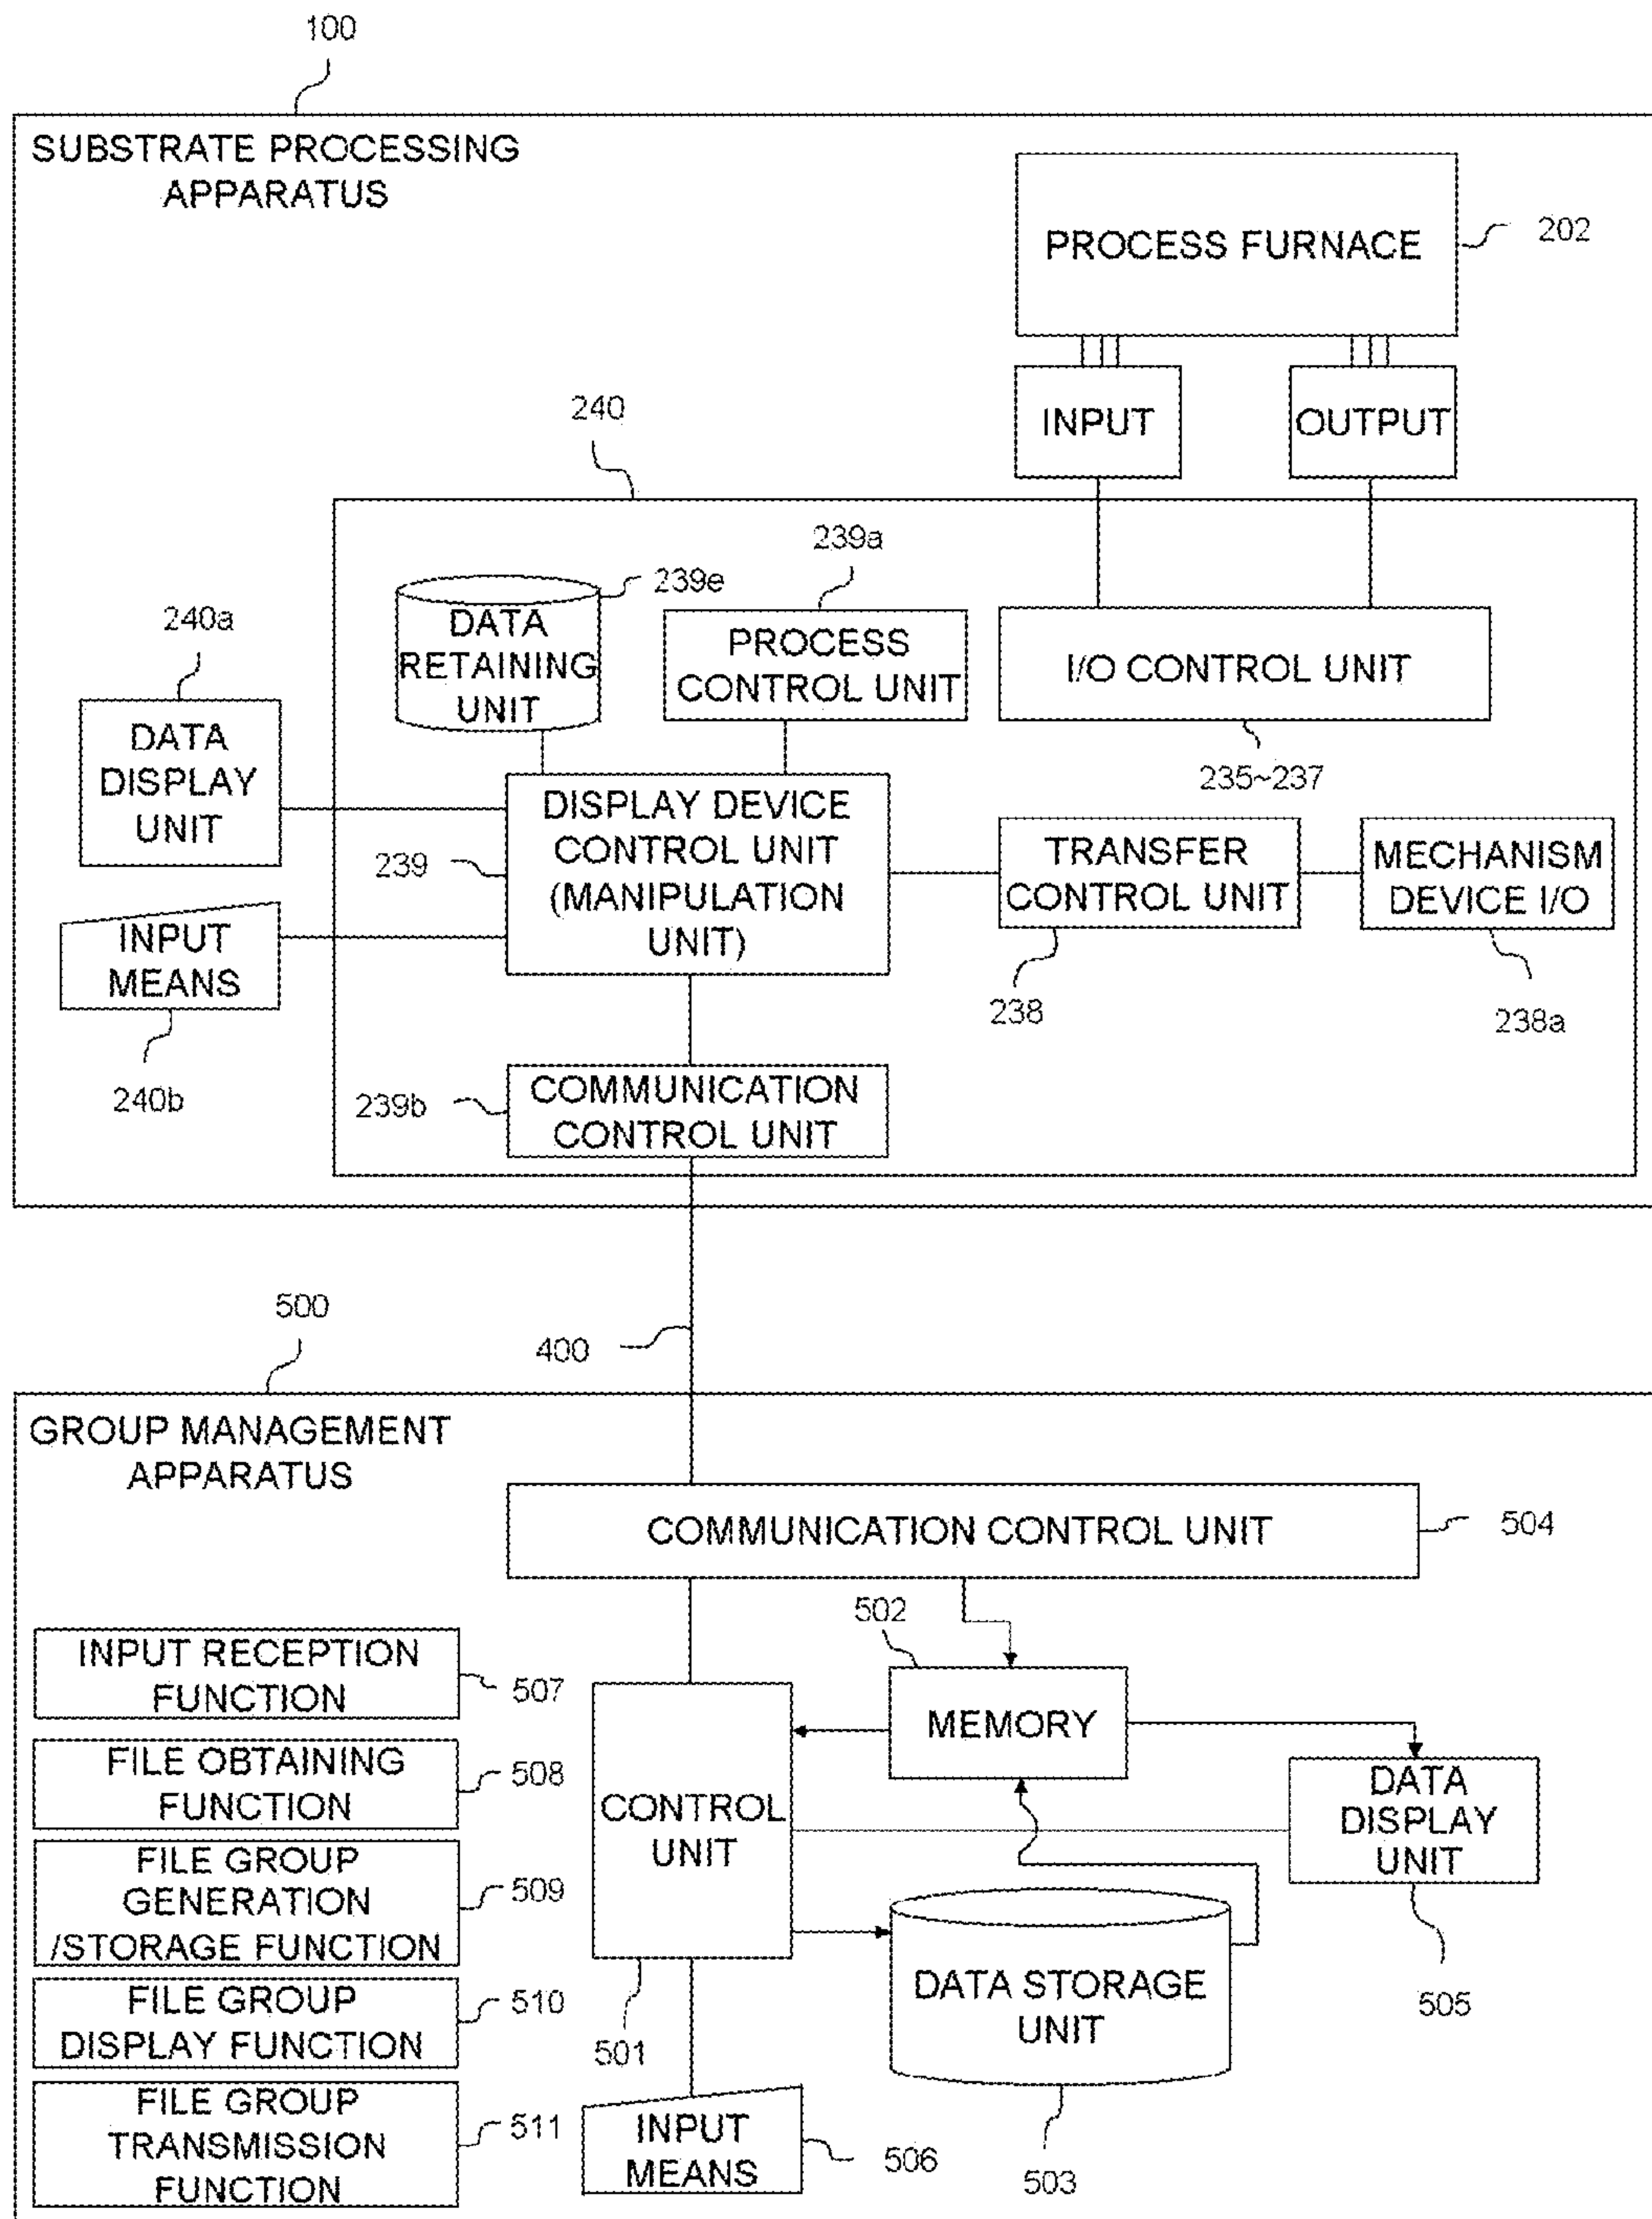 100
SUBSTRATE PROCESSING
APPARATUS
PROCESS FURNACE
202
INPUT
OUTPUT
240
239a
239e
DATA
RETAINING
UNIT
PROCESS
CONTROL UNIT
I/O CONTROL UNIT
235~237
240a
DATA
DISPLAY
UNIT
239
DISPLAY DEVICE
CONTROL UNIT
(MANIPULATION
UNIT)
TRANSFER
CONTROL UNIT
238
MECHANISM
DEVICE I/O
238a
INPUT
MEANS
240b
239b
COMMUNICATION
CONTROL UNIT
400
500
GROUP MANAGEMENT
APPARATUS
COMMUNICATION CONTROL UNIT
504
502
INPUT RECEPTION
FUNCTION
507
MEMORY
FILE OBTAINING
FUNCTION
508
CONTROL
UNIT
DATA
DISPLAY
UNIT
505
FILE GROUP
GENERATION
/STORAGE FUNCTION
509
FILE GROUP
DISPLAY FUNCTION
510
501
DATA STORAGE
UNIT
503
FILE GROUP
TRANSMISSION
FUNCTION
511
INPUT
MEANS
506